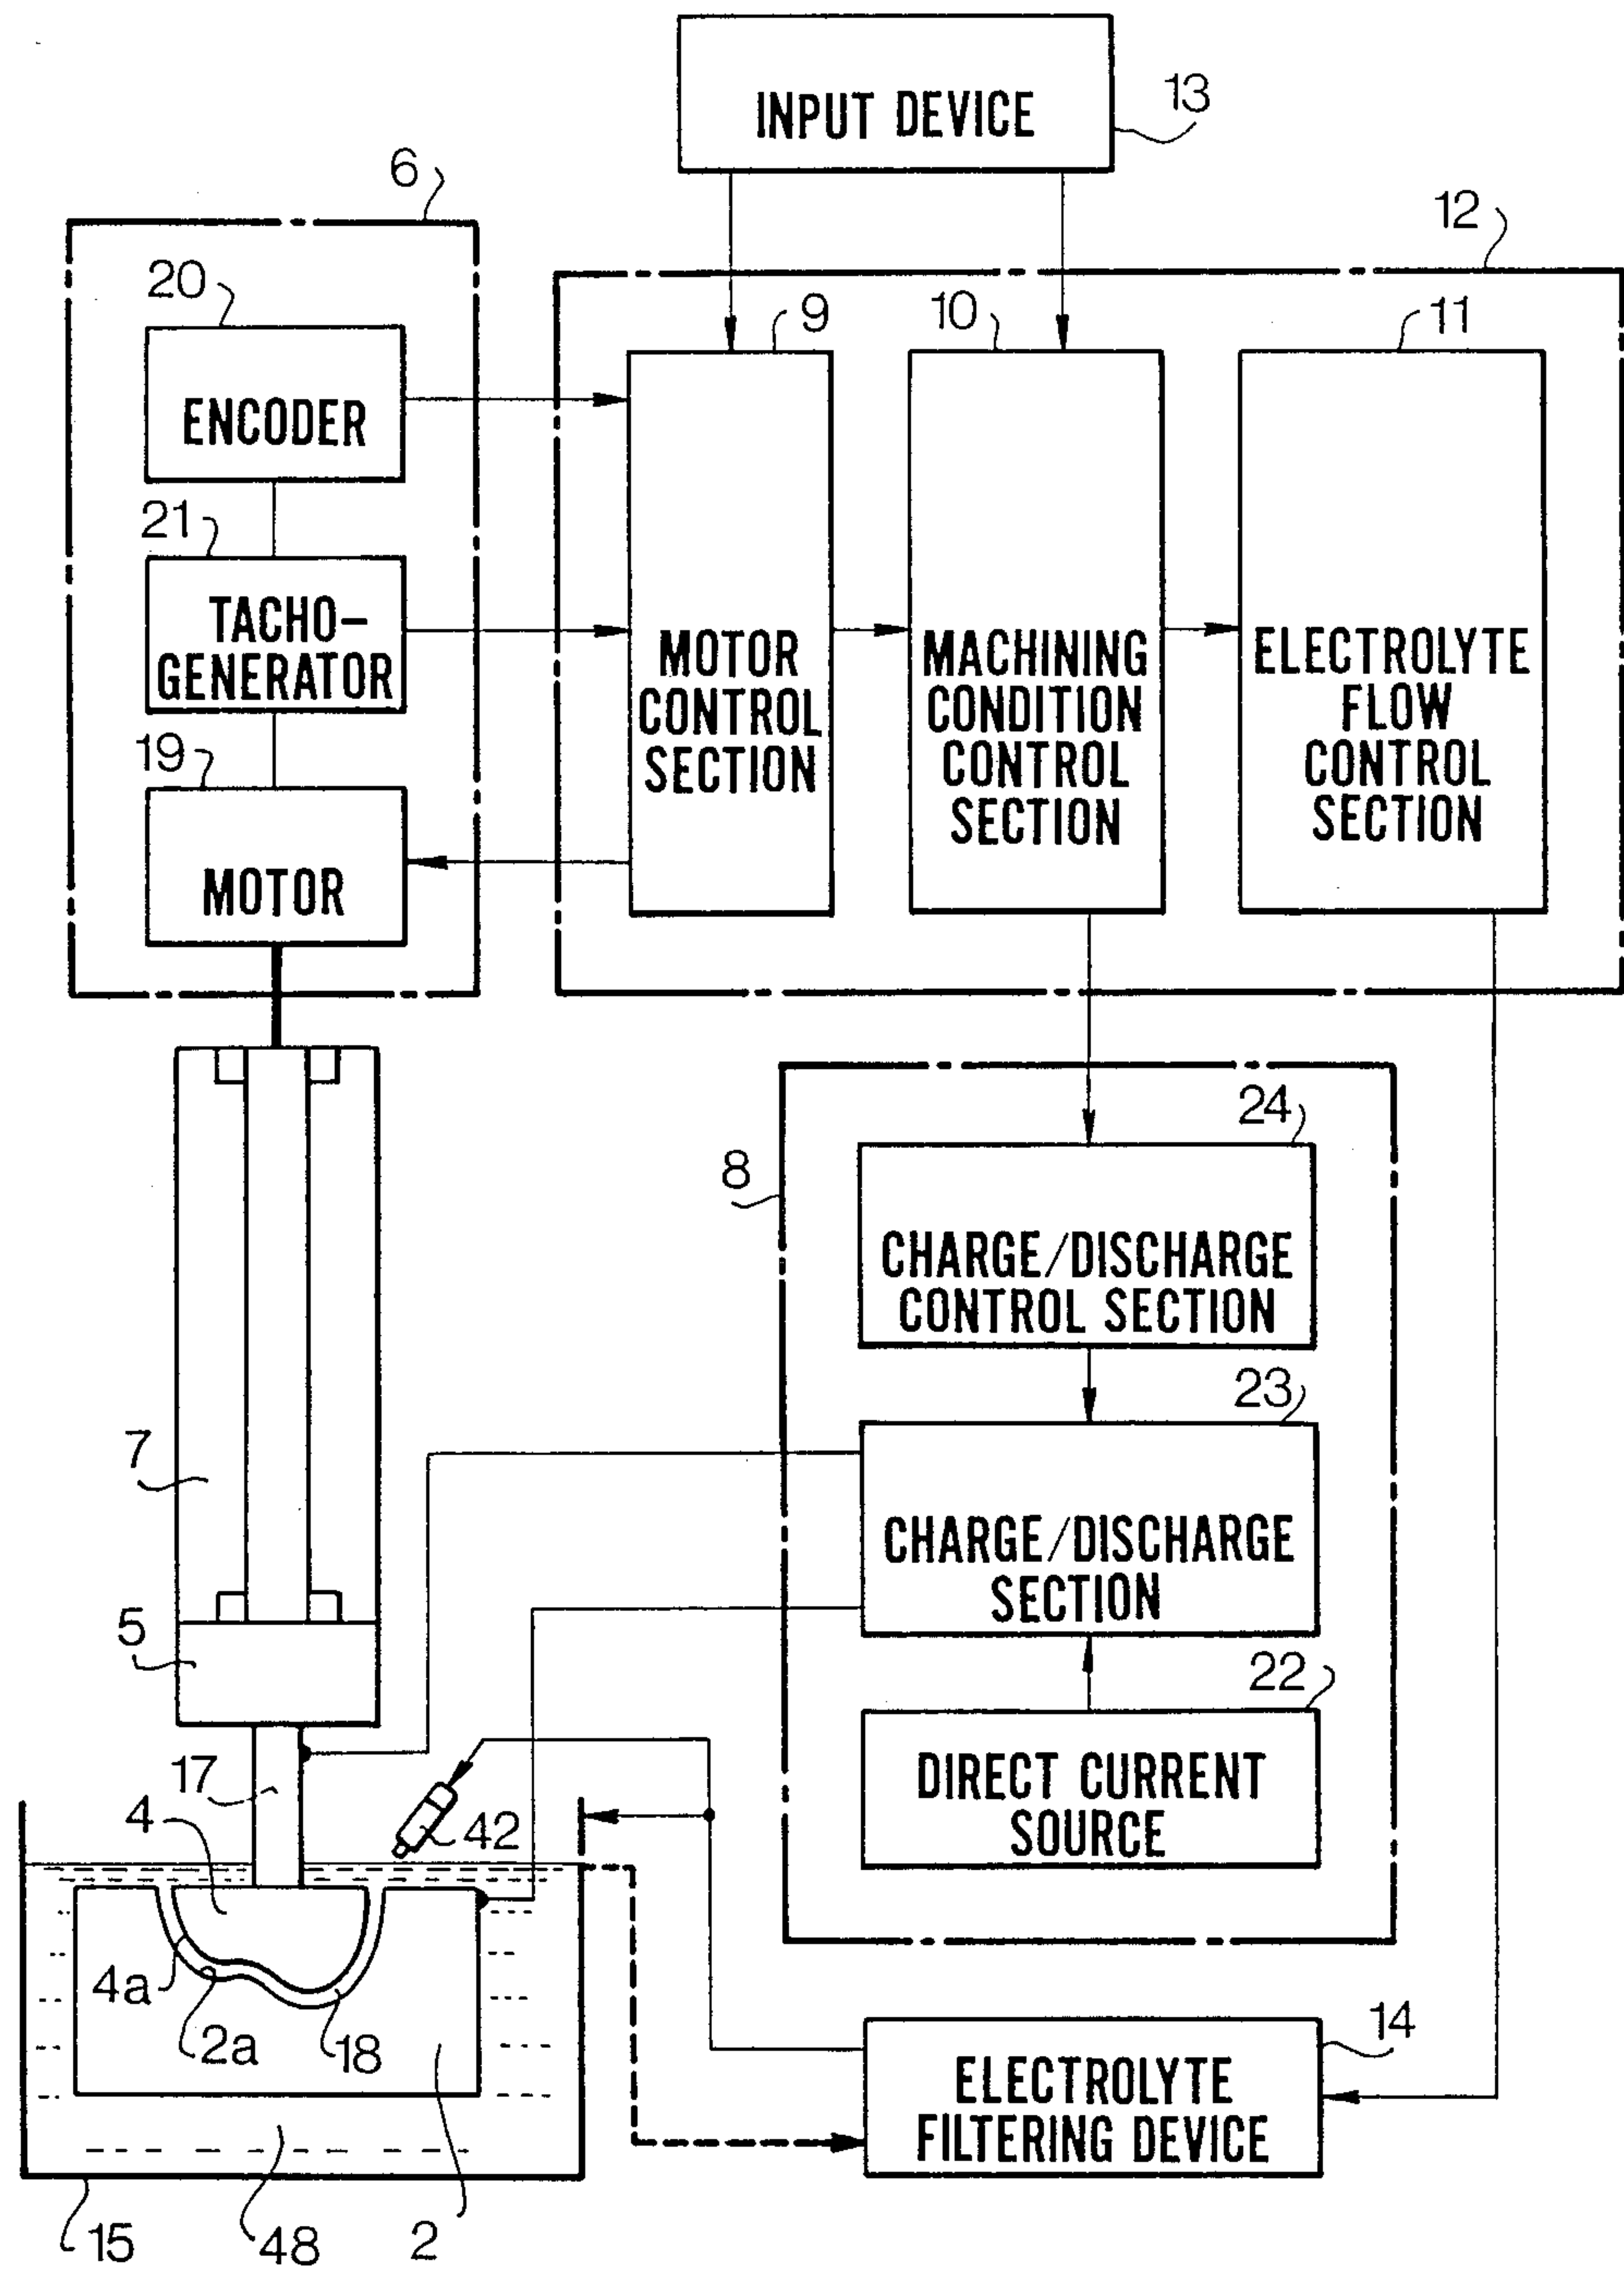 INPUT DEVICE
13
6
12
20
9
10
11
ENCODER
21
TACHO-
GENERATOR
MOTOR
CONTROL
SECTION
MACHINING
CONDITION
CONTROL
SECTION
ELECTROLYTE
FLOW
CONTROL
SECTION
19
MOTOR
24
8
CHARGE/DISCHARGE
CONTROL SECTION
23
7
CHARGE/DISCHARGE
SECTION
5
22
17
DIRECT CURRENT
SOURCE
4
42
4a
2a
18
14
ELECTROLYTE
FILTERING DEVICE
15
48
2